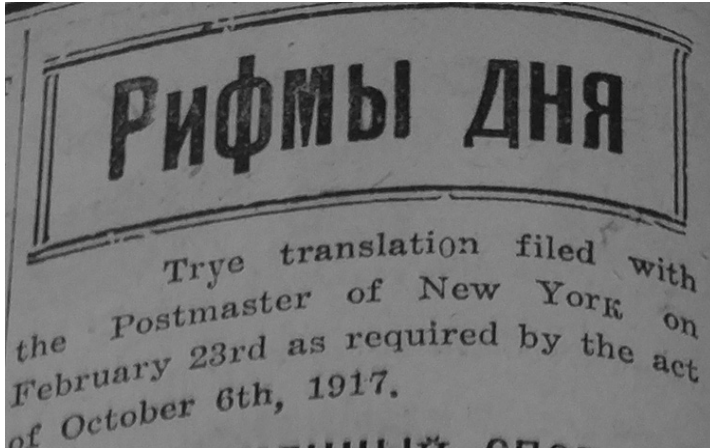 Рифмы дня
Trye translation filed with
the Postmaster of New York on
February 23rd as required by the act
of October 6th, 1917.